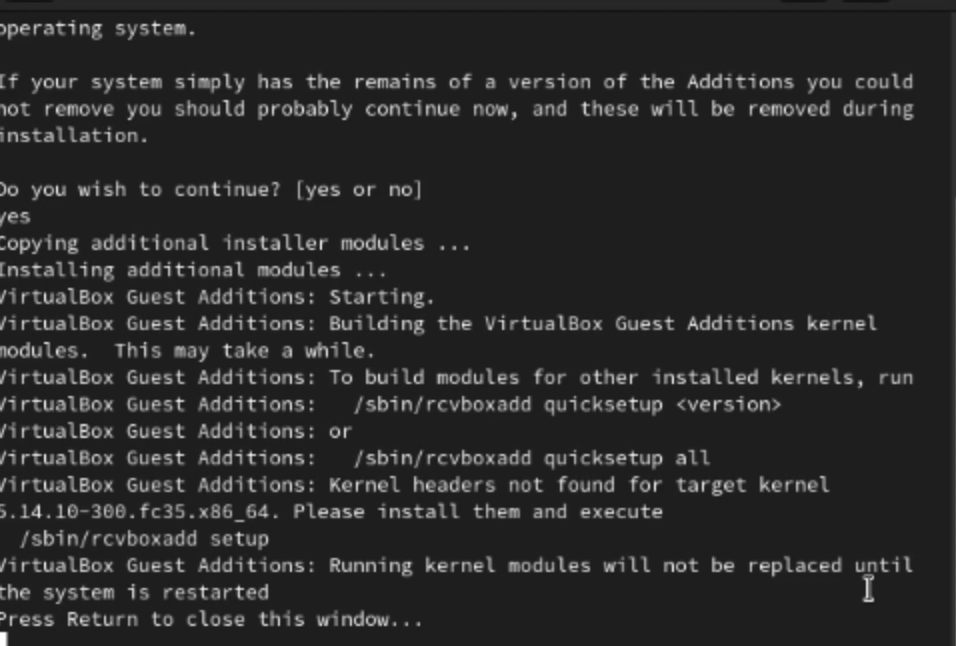 operating system.
If your system simply has the remains of a version of the Additions you could
not remove you should probably continue now, and these will be removed during
installation.
Do you wish to continue? [yes or no]
yes
Copying additional installer modules ...
Installing additional modules ...
VirtualBox Guest Additions: Starting.
VirtualBox Guest Additions: Building the VirtualBox Guest Additions kernel
modules.  This may take a while.
VirtualBox Guest Additions: To build modules for other installed kernels, run
VirtualBox Guest Additions:   /sbin/rcvboxadd quicksetup <version>
VirtualBox Guest Additions: or
VirtualBox Guest Additions:   /sbin/rcvboxadd quicksetup all
VirtualBox Guest Additions: Kernel headers not found for target kernel
5.14.10-300.fc35.x86_64. Please install them and execute
  /sbin/rcvboxadd setup
VirtualBox Guest Additions: Running kernel modules will not be replaced until
the system is restarted
Press Return to close this window...